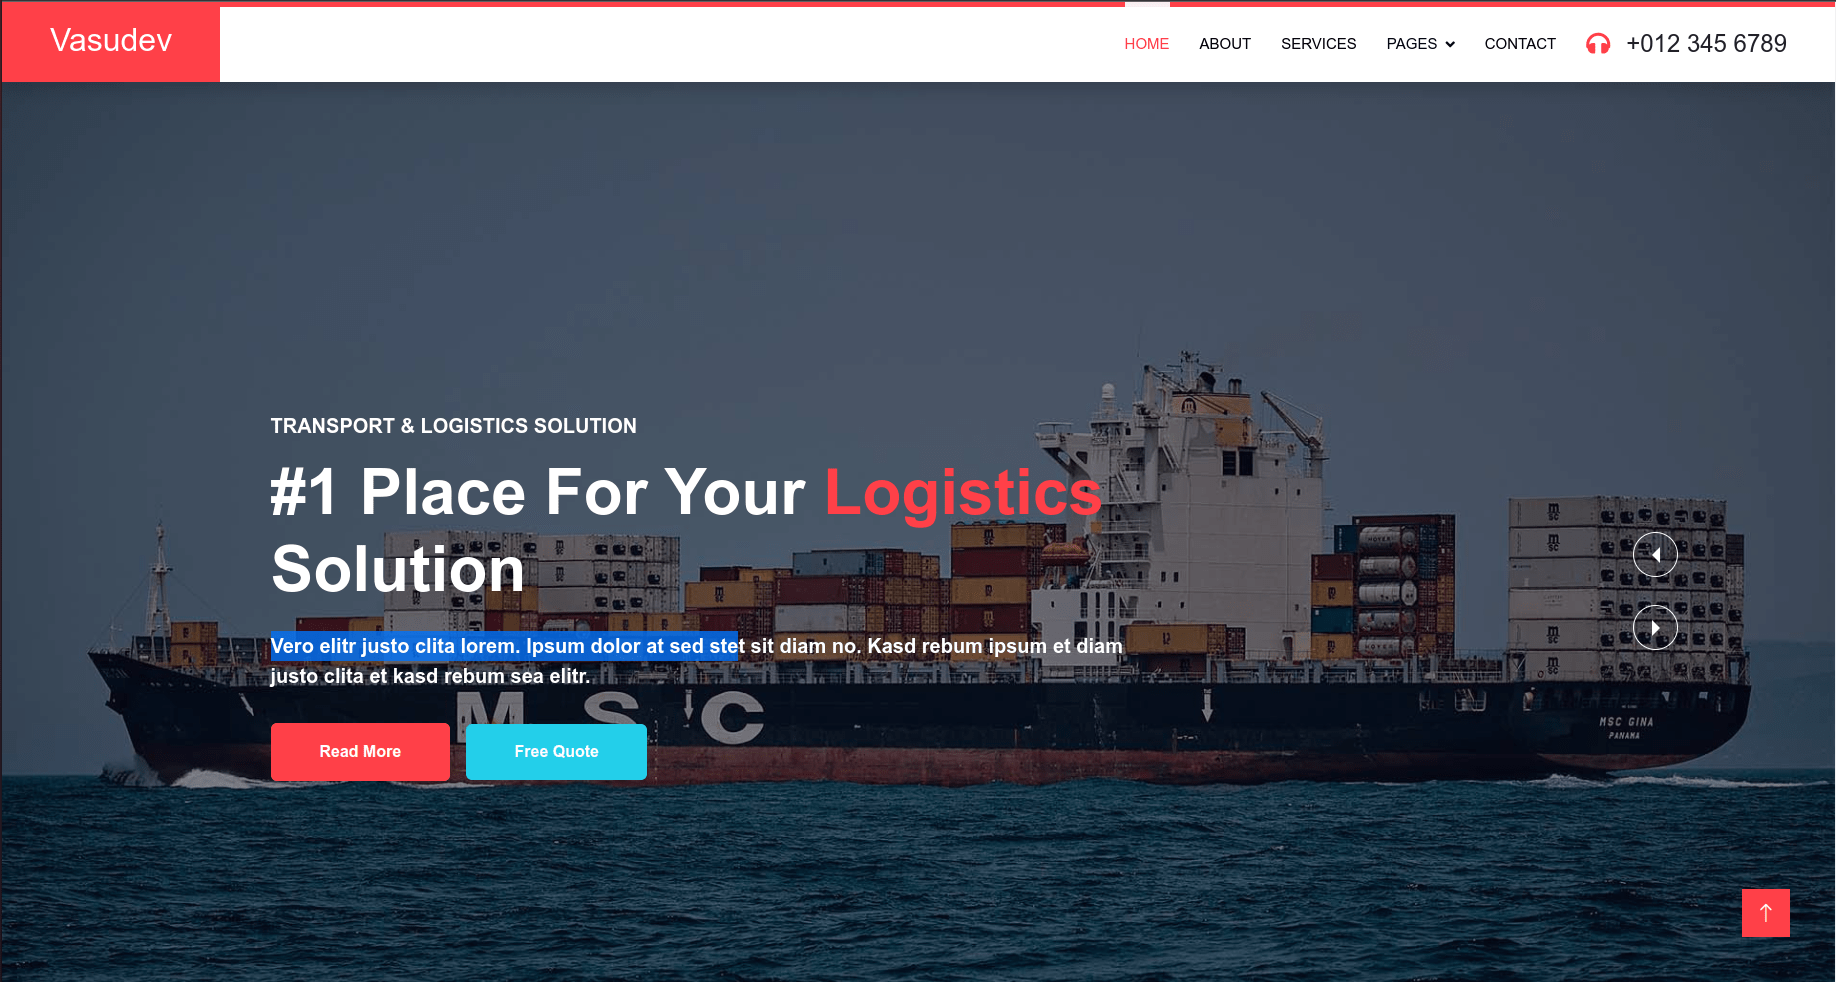 Vasudev
HOME ABOUT SERVICES PAGES CONTACT +012 345 6789
TRANSPORT & LOGISTICS SOLUTION
#1 Place For Your Logistics
Solution
Vero elitr justo clita lorem. Ipsum dolor at sed stet sit diam no. Kasd rebum ipsum et diam
justo clita et kasd rebum sea elitr.
Read More Free Quote
MSC
MSC GINA
PANAMA